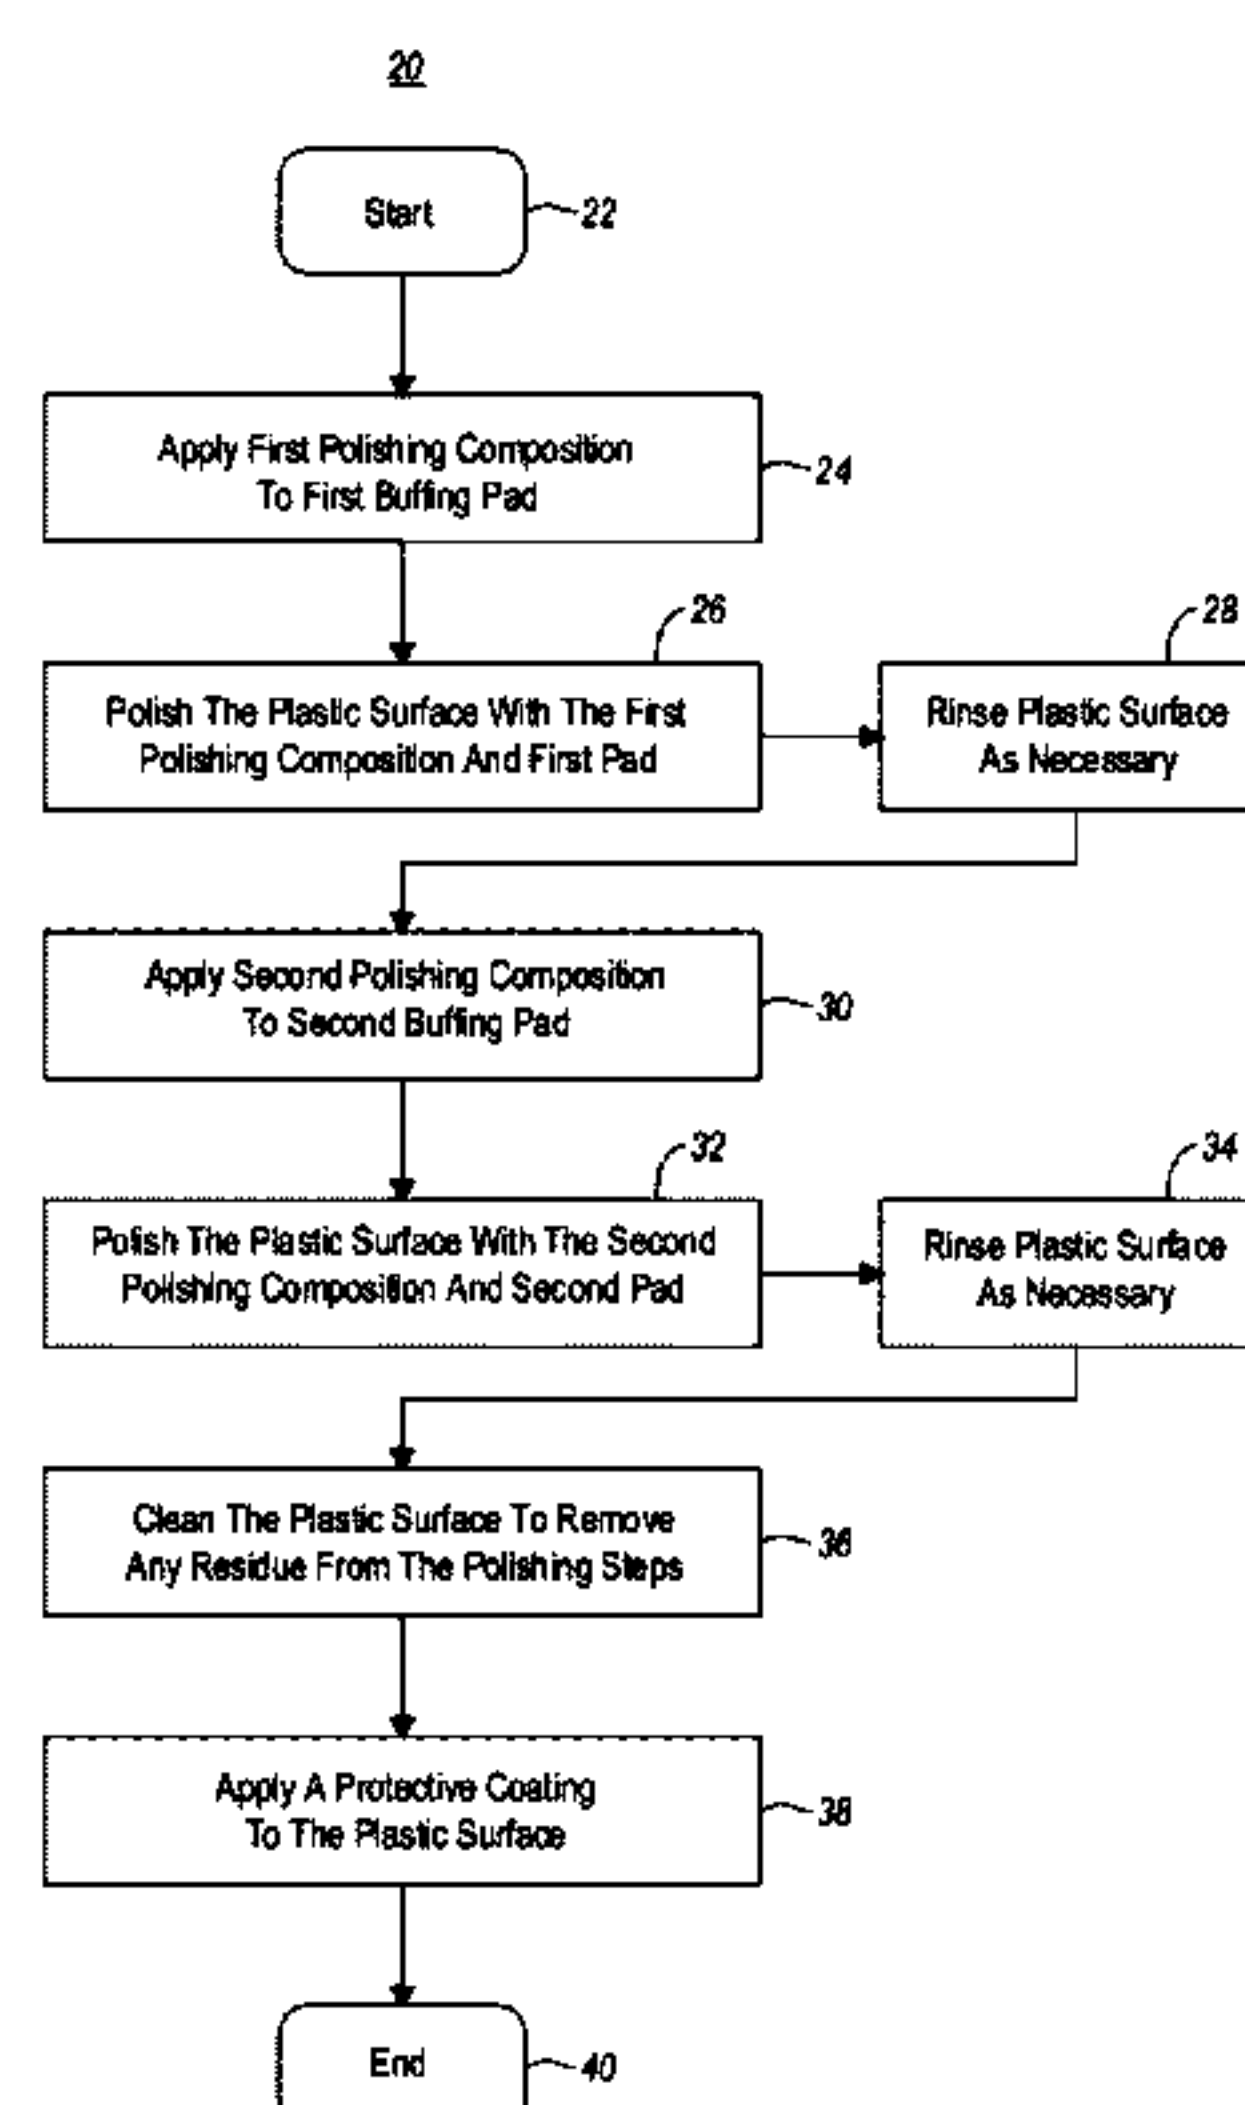 20
Start
22
Apply First Polishing Composition
To First Buffing Pad
24
26
Polish The Plastic Surface With The First
Polishing Composition And First Pad
28
Rinse Plastic Surface
As Necessary
Apply Second Polishing Composition
To Second Buffing Pad
30
32
Polish The Plastic Surface With The Second
Polishing Composition And Second Pad
34
Rinse Plastic Surface
As Necessary
Clean The Plastic Surface To Remove
Any Residue From The Polishing Steps
36
Apply A Protective Coating
To The Plastic Surface
38
End
40